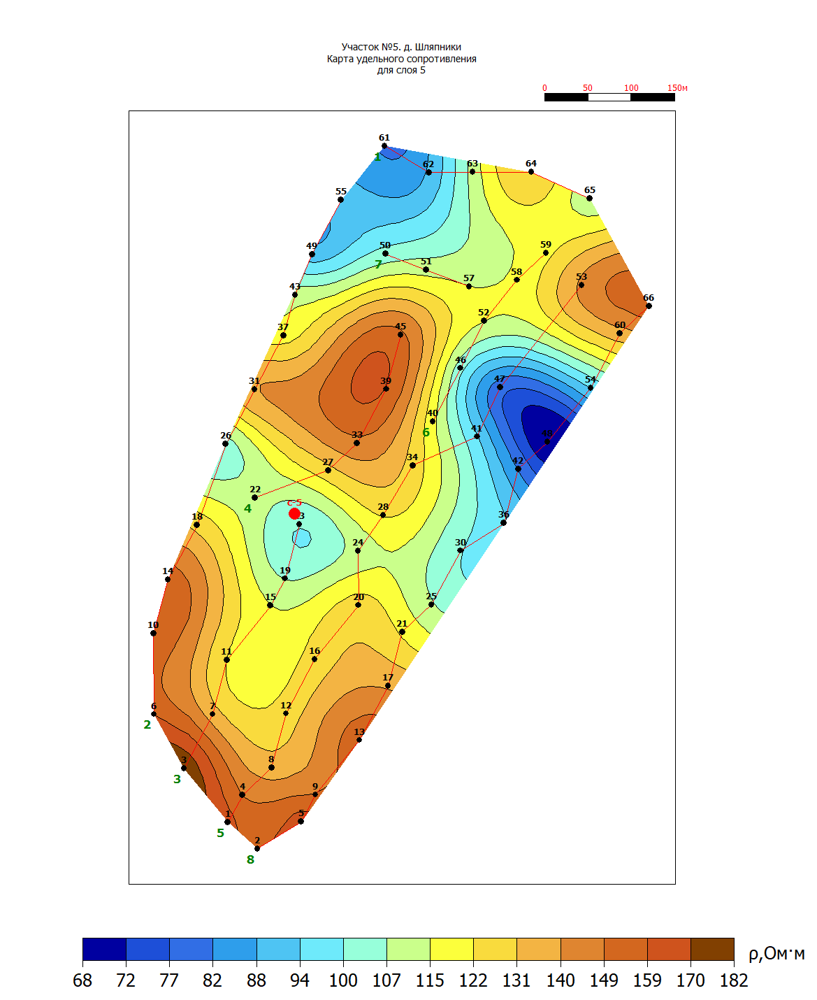 Участок №5. д. Шляпники
Карта удельного сопротивления
для слоя 5
0 50 100 150м
61
1
62 63 64
55 65
49 50 59
7 51
43 57 58 53
66
52
37 45 60
46
31 39 47 54
40
26 33 6 41 48
27 34 42
22
4 с-5
18 3 28 36
24 30
14 19
15 20 25
10 21
11 16
17
6 7 12
2
13
3 8
3
4 9
1 5
5
2
8
68 72 77 82 88 94 100 107 115 122 131 140 149 159 170 182
ρ,Ом·м